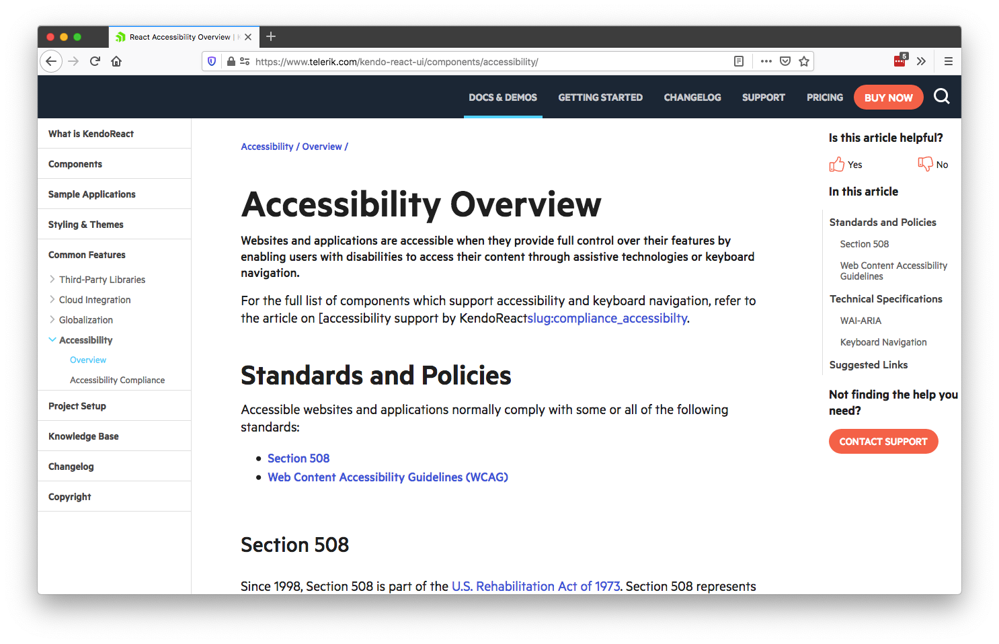 React Accessibility Overview |
https://www.telerik.com/kendo-react-ui/components/accessibility/
5
DOCS & DEMOS
GETTING STARTED
CHANGELOG
SUPPORT
PRICING
BUY NOW
What is KendoReact
Components
Sample Applications
Styling & Themes
Common Features
Third-Party Libraries
Cloud Integration
Globalization
Accessibility
Overview
Accessibility Compliance
Project Setup
Knowledge Base
Changelog
Copyright
Accessibility / Overview /
Accessibility Overview
Websites and applications are accessible when they provide full control over their features by
enabling users with disabilities to access their content through assistive technologies or keyboard
navigation.
For the full list of components which support accessibility and keyboard navigation, refer to
the article on [accessibility support by KendoReactslug:compliance_accessibilty.
Standards and Policies
Accessible websites and applications normally comply with some or all of the following
standards:
• Section 508
• Web Content Accessibility Guidelines (WCAG)
Section 508
Since 1998, Section 508 is part of the U.S. Rehabilitation Act of 1973. Section 508 represents
Is this article helpful?
Yes
No
In this article
Standards and Policies
Section 508
Web Content Accessibility
Guidelines
Technical Specifications
WAI-ARIA
Keyboard Navigation
Suggested Links
Not finding the help you
need?
CONTACT SUPPORT